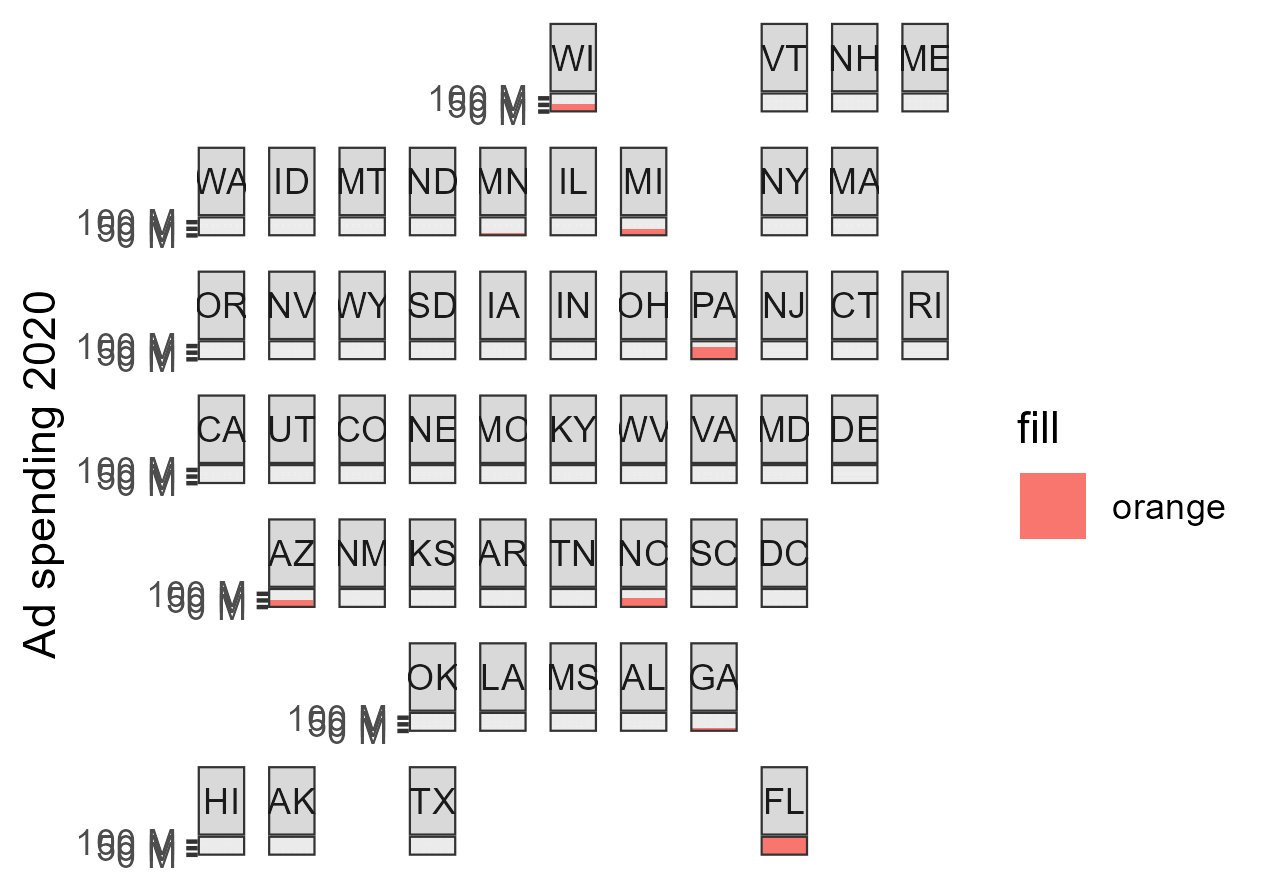 WI VT NH ME
100 M
50 M
0 M
WA ID MT ND MN IL MI NY MA
100 M
50 M
0 M
OR NV WY SD IA IN OH PA NJ CT RI
100 M
50 M
0 M
CA UT CO NE MO KY WV VA MD DE
100 M
50 M
0 M
AZ NM KS AR TN NC SC DC
100 M
50 M
0 M
OK LA MS AL GA
100 M
50 M
0 M
HI AK TX FL
100 M
50 M
0 M
Ad spending 2020
fill
orange